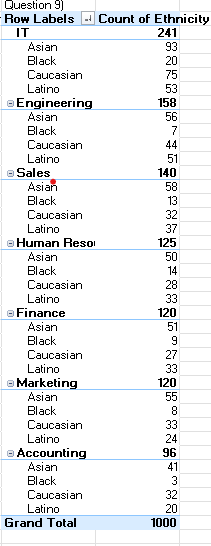 Question 9)
Row Labels Count of Ethnicity
IT 241
Asian 93
Black 20
Caucasian 75
Latino 53
Engineering 158
Asian 56
Black 7
Caucasian 44
Latino 51
Sales 140
Asian 58
Black 13
Caucasian 32
Latino 37
Human Reso 125
Asian 50
Black 14
Caucasian 28
Latino 33
Finance 120
Asian 51
Black 9
Caucasian 27
Latino 33
Marketing 120
Asian 55
Black 8
Caucasian 33
Latino 24
Accounting 96
Asian 41
Black 3
Caucasian 32
Latino 20
Grand Total 1000